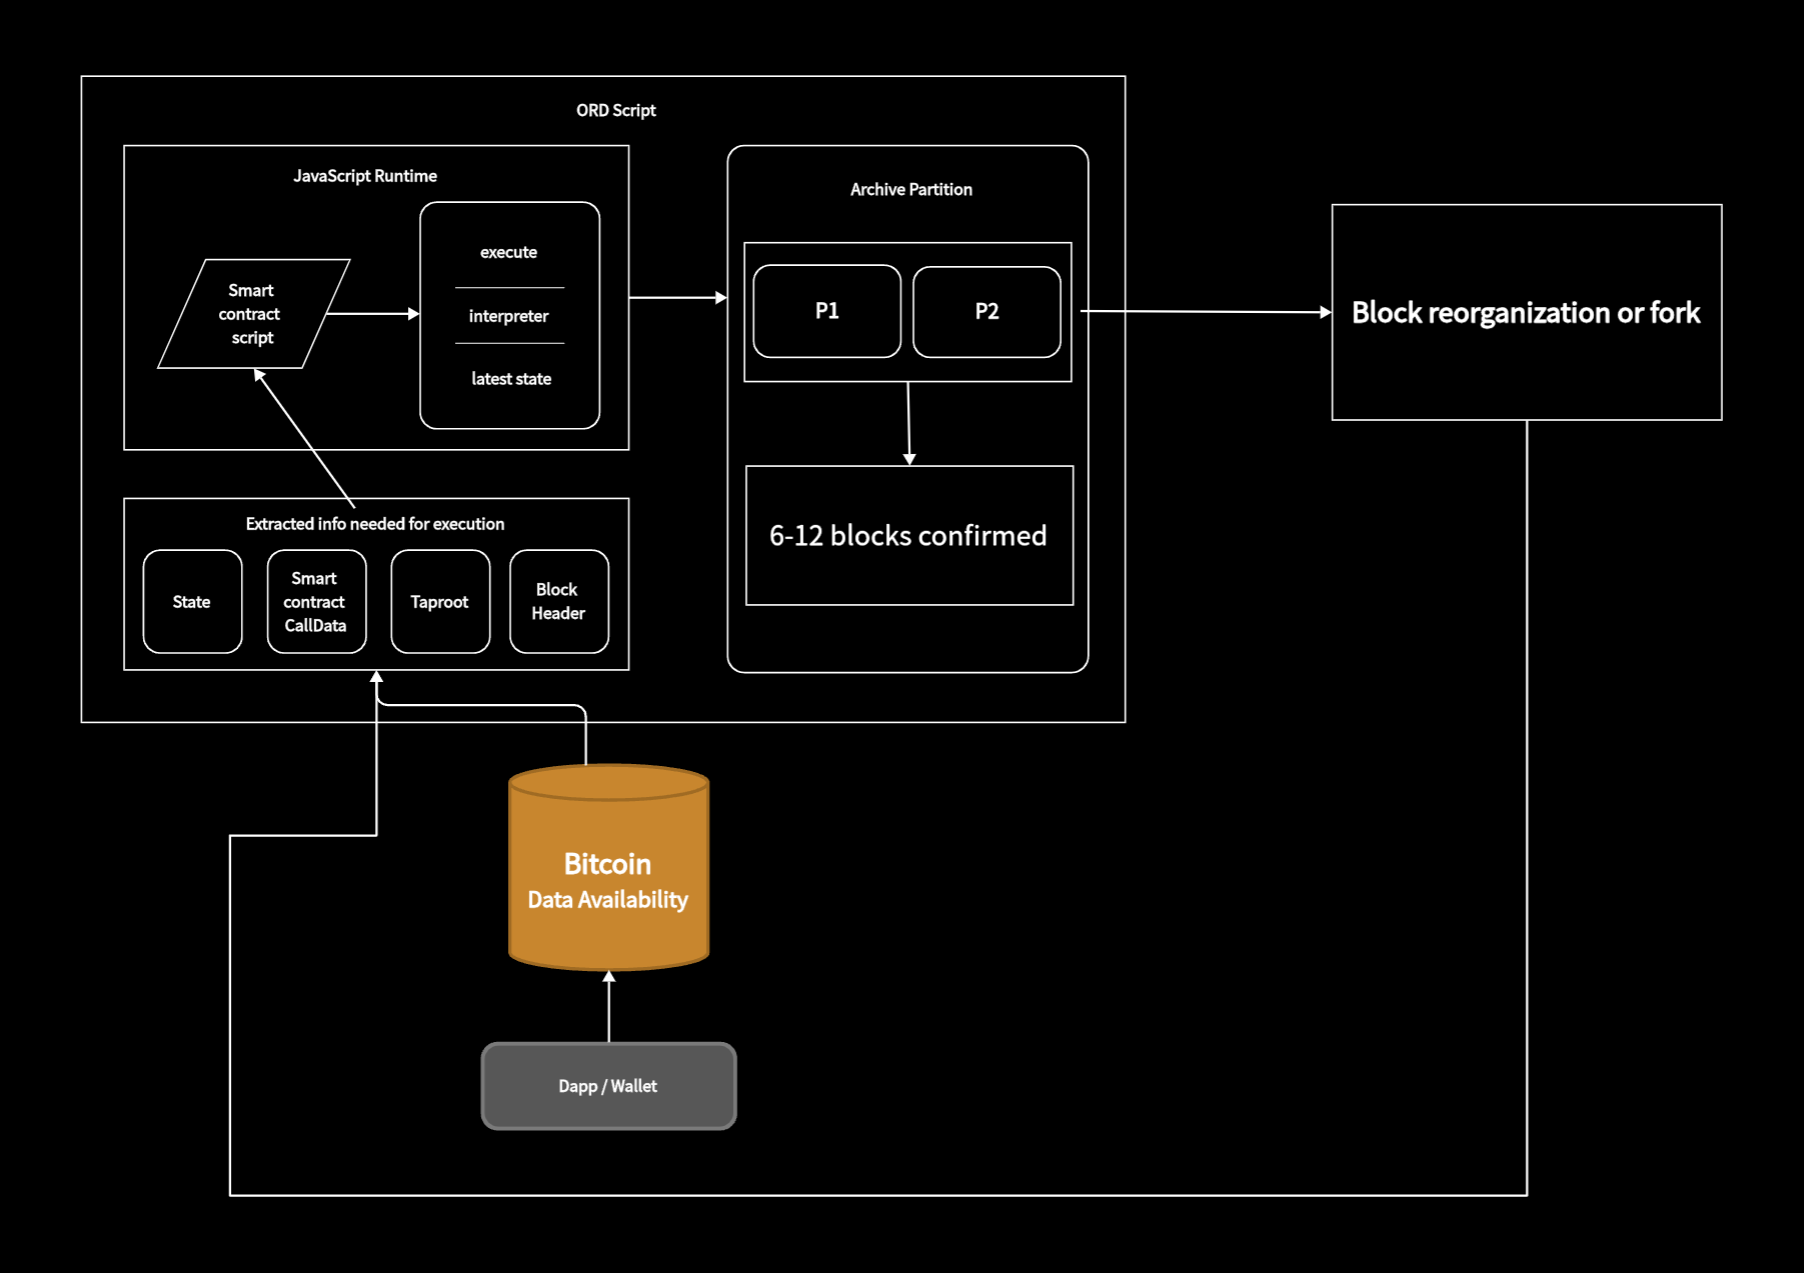 ORD Script
JavaScript Runtime
Smart
contract
script
execute
interpreter
latest state
Archive Partition
P1
P2
6-12 blocks confirmed
Block reorganization or fork
Extracted info needed for execution
State
Smart
contract
CallData
Taproot
Block
Header
Bitcoin
Data Availability
Dapp / Wallet